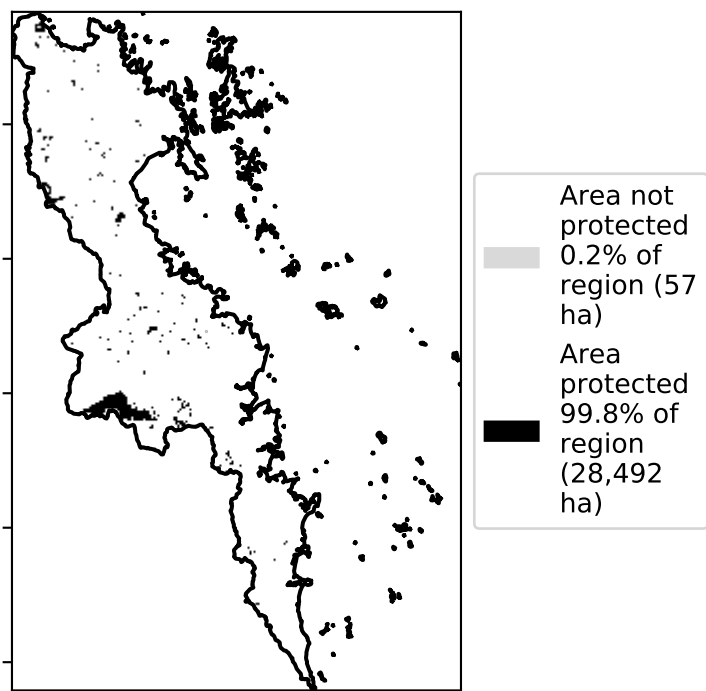 Area not
protected
0.2% of
region (57
ha)
Area
protected
99.8% of
region
(28,492
ha)